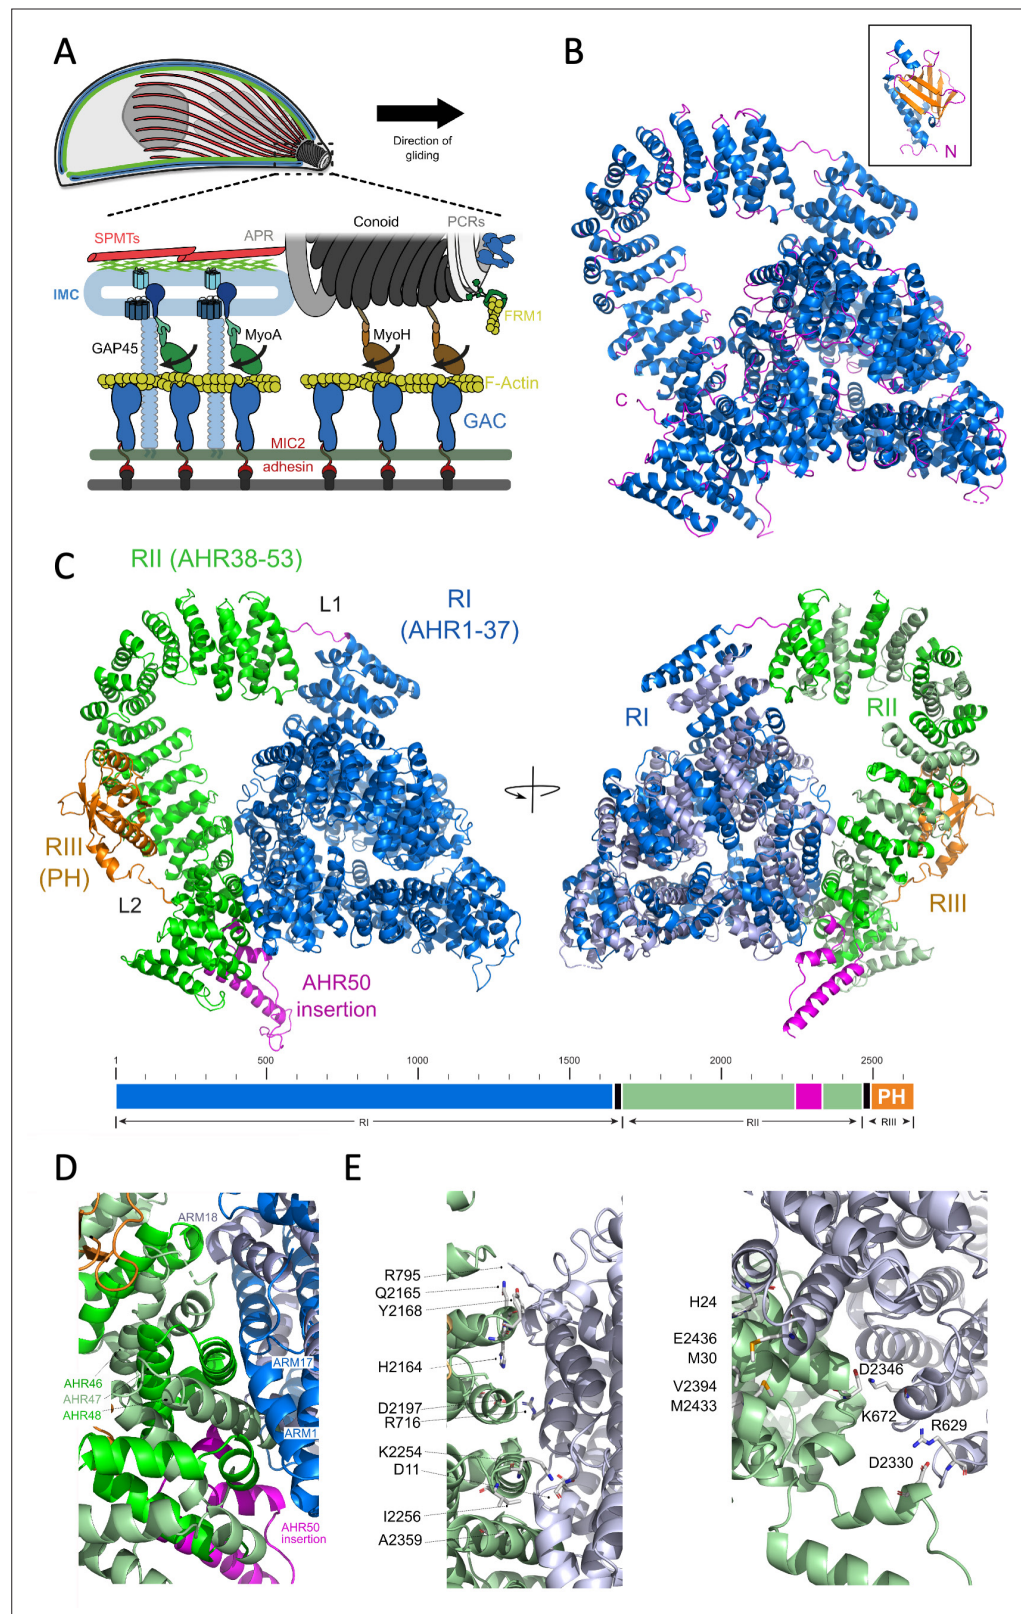 A
B
Direction of
gliding
N
SPMTs
APR
Conoid
PCRs
IMC
FRM1
GAP45
MyoA
MyoH
F-Actin
GAC
MIC2
adhesin
C
C
RII (AHR38-53)
L1
RI
(AHR1-37)
RI
RII
RIII
(PH)
L2
RIII
AHR50
insertion
1
500
1000
1500
2000
2500
PH
RI
RII
RIII
D
E
ARM18
ARM17
AHR46
AHR47
AHR48
ARM1
AHR50
insertion
R795
Q2165
Y2168
H2164
D2197
R716
K2254
D11
I2256
A2359
H24
E2436
M30
D2346
V2394
M2433
K672
R629
D2330